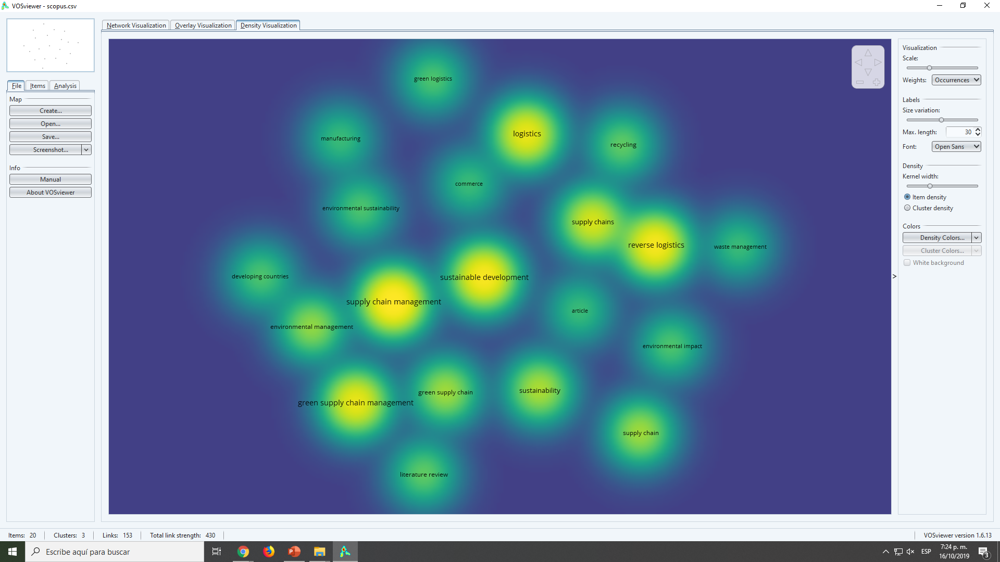 VOSviewer - scopus.csv
Network Visualization
Overlay Visualization
Density Visualization
File
Items
Analysis
Map
Create...
Open...
Save...
Screenshot...
Info
Manual
About VOSviewer
green logistics
logistics
manufacturing
recycling
commerce
environmental sustainability
supply chains
reverse logistics
waste management
developing countries
sustainable development
supply chain management
article
environmental management
environmental impact
green supply chain
sustainability
green supply chain management
supply chain
literature review
Visualization
Scale:
Weights: Occurrences
Labels
Size variation:
Max. length: 30
Font: Open Sans
Density
Kernel width:
Item density
Cluster density
Colors
Density Colors...
Cluster Colors...
White background
Items: 20
Clusters: 3
Links: 153
Total link strength: 430
VOSviewer version 1.6.13
Escribe aquí para buscar
ESP
7:24 p. m.
16/10/2019
3